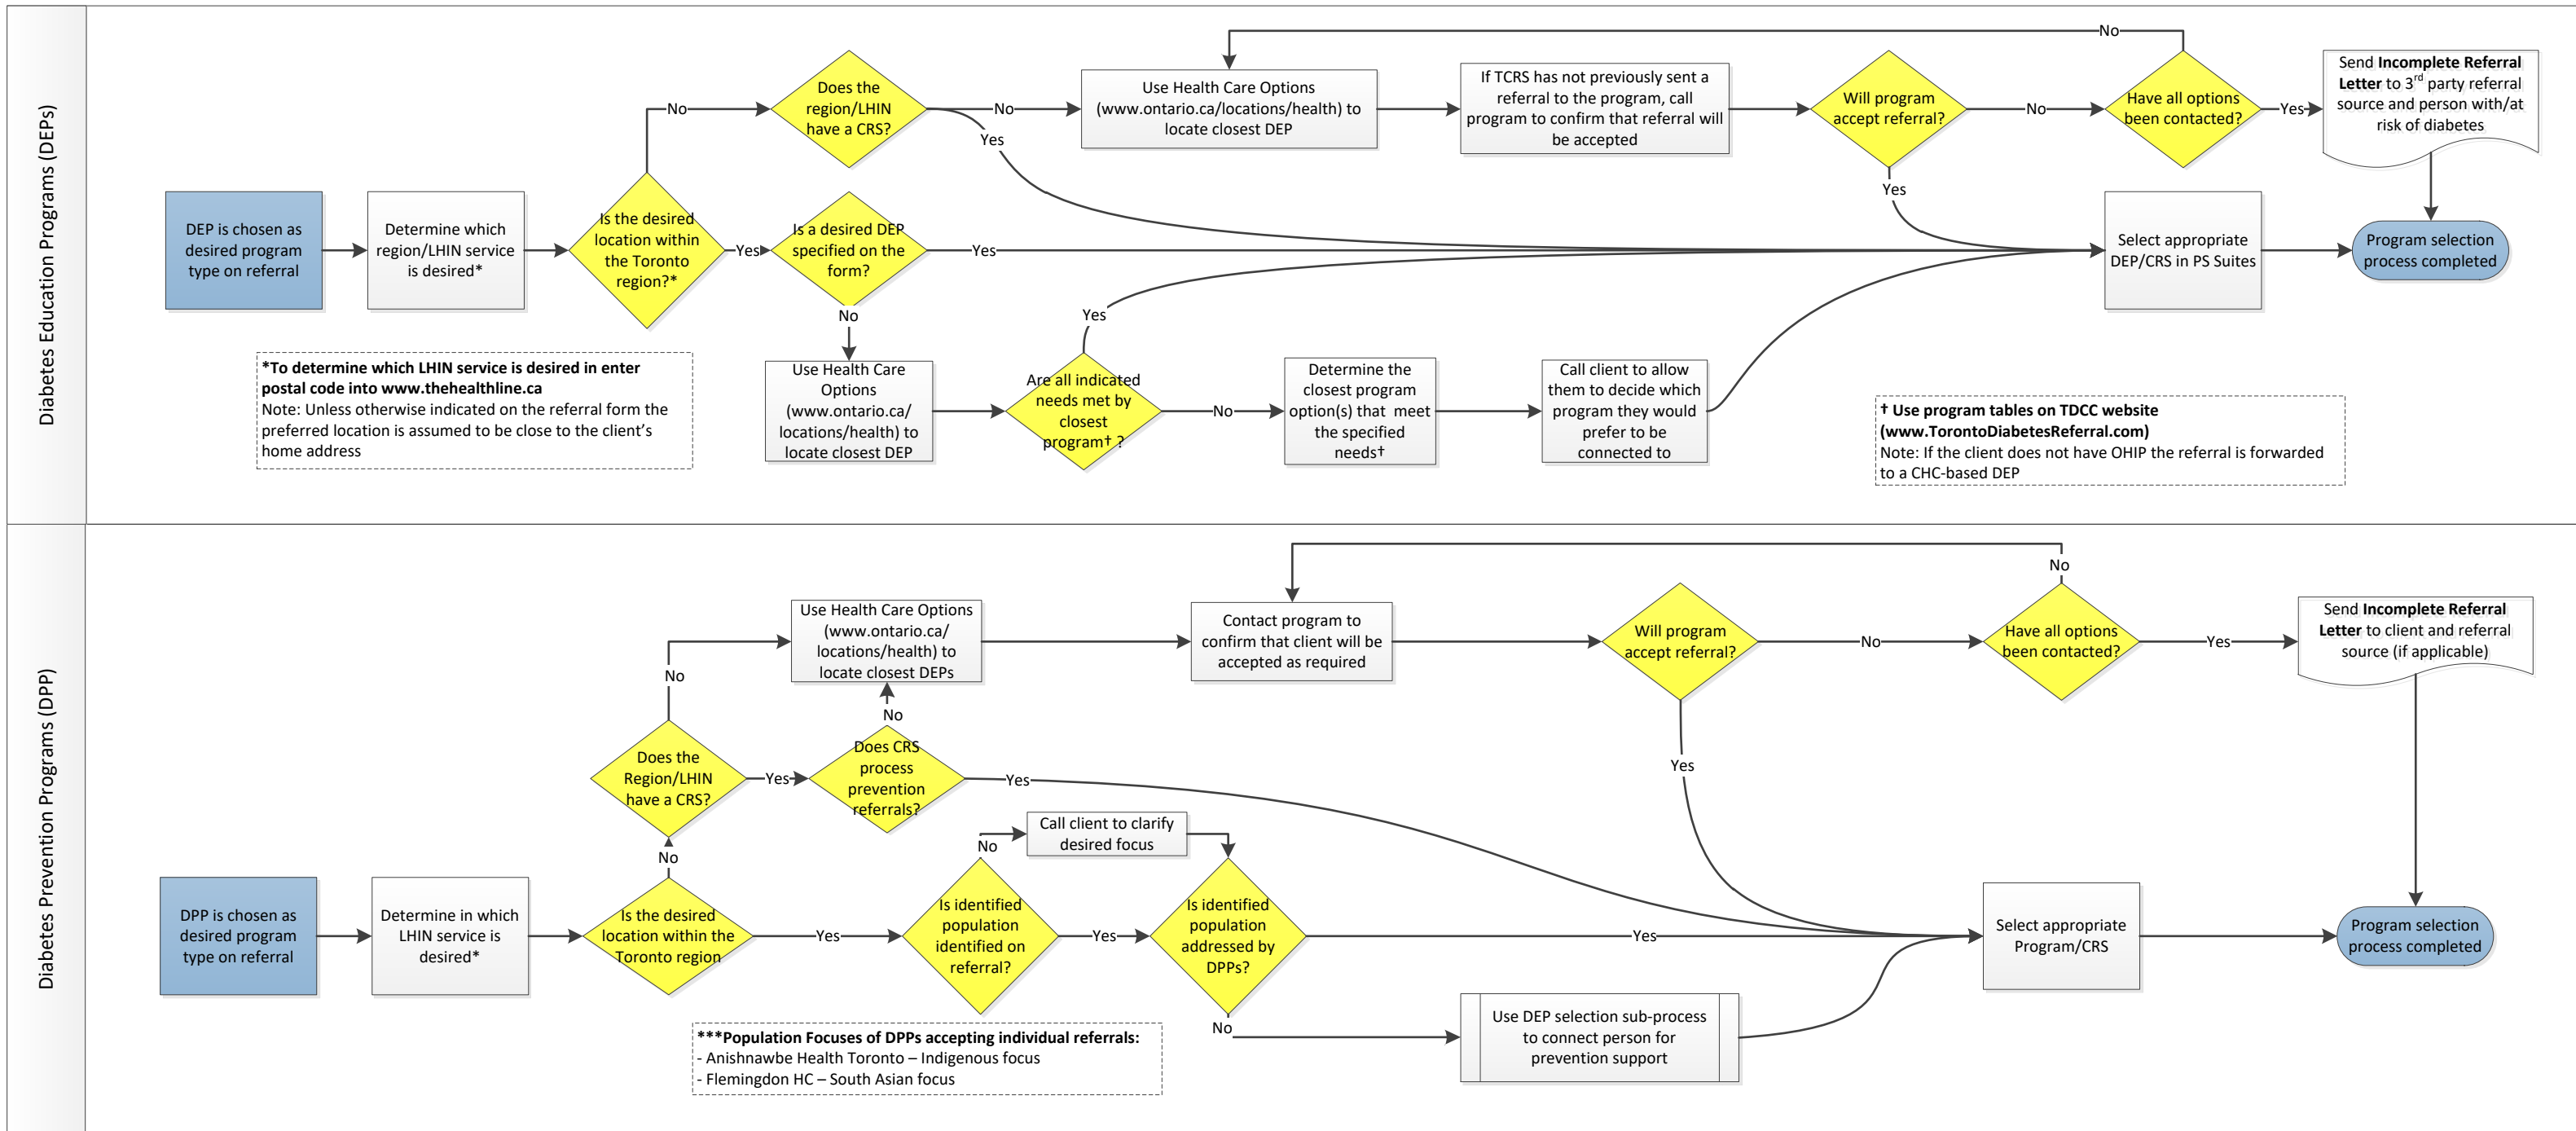 Diabetes Education Programs (DEPs)
No
Does the
region/LHIN
have a CRS?
No
Yes
No
Use Health Care Options
(www.ontario.ca/locations/health) to
locate closest DEP
If TCRS has not previously sent a
referral to the program, call
program to confirm that referral will
be accepted
Will program
accept referral?
No
Yes
Have all options
been contacted?
Yes
Send Incomplete Referral
Letter to 3rd party referral
source and person with/at
risk of diabetes
DEP is chosen as
desired program
type on referral
Determine which
region/LHIN service
is desired*
Is the desired
location within
the Toronto
region?*
Yes
Is a desired DEP
specified on the
form?
Yes
No
Select appropriate
DEP/CRS in PS Suites
Program selection
process completed
*To determine which LHIN service is desired in enter
postal code into www.thehealthline.ca
Note: Unless otherwise indicated on the referral form the
preferred location is assumed to be close to the client's
home address
Use Health Care
Options
(www.ontario.ca/
locations/health) to
locate closest DEP
Yes
Are all indicated
needs met by
closest
program† ?
No
Determine the
closest program
option(s) that meet
the specified
needs†
Call client to allow
them to decide which
program they would
prefer to be
connected to
† Use program tables on TDCC website
(www.TorontoDiabetesReferral.com)
Note: If the client does not have OHIP the referral is forwarded
to a CHC-based DEP
Diabetes Prevention Programs (DPP)
No
Use Health Care Options
(www.ontario.ca/
locations/health) to
locate closest DEPs
Contact program to
confirm that client will be
accepted as required
Will program
accept referral?
No
Have all options
been contacted?
Yes
Send Incomplete Referral
Letter to client and referral
source (if applicable)
No
No
Does the
Region/LHIN
have a CRS?
Yes
Does CRS
process
prevention
referrals?
Yes
Yes
Call client to clarify
desired focus
No
No
DPP is chosen as
desired program
type on referral
Determine in which
LHIN service is
desired*
Is the desired
location within the
Toronto region
Yes
Is identified
population
identified on
referral?
Yes
Is identified
population
addressed by
DPPs?
Yes
Select appropriate
Program/CRS
Program selection
process completed
No
Use DEP selection sub-process
to connect person for
prevention support
***Population Focuses of DPPs accepting individual referrals:
- Anishnawbe Health Toronto – Indigenous focus
- Flemingdon HC – South Asian focus